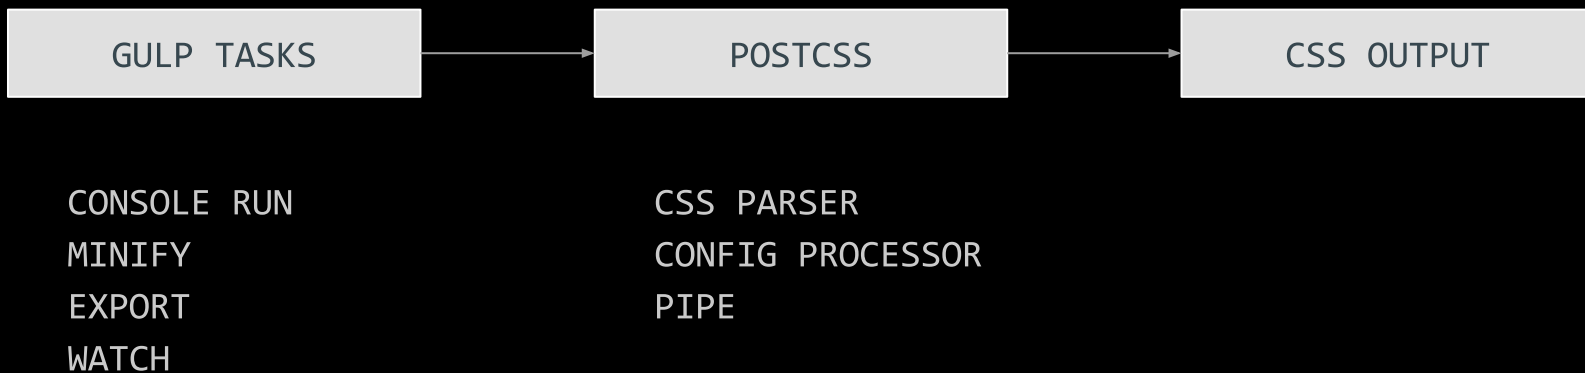 GULP TASKS
POSTCSS
CSS OUTPUT
CONSOLE RUN
MINIFY
EXPORT
WATCH
CSS PARSER
CONFIG PROCESSOR
PIPE